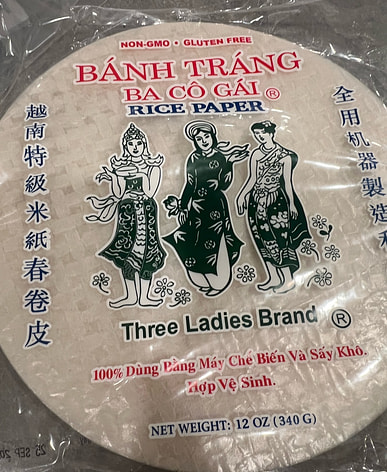 NON-GMO • GLUTEN FREE
BÁNH TRÁNG
BA CÔ GÁI ®
RICE PAPER
越南特級米紙春卷皮
全用机器製造
Three Ladies Brand ®
100% Dùng Bằng Máy Chế Biến Và Sấy Khô.
Hợp Vệ Sinh.
NET WEIGHT: 12 OZ (340 G)